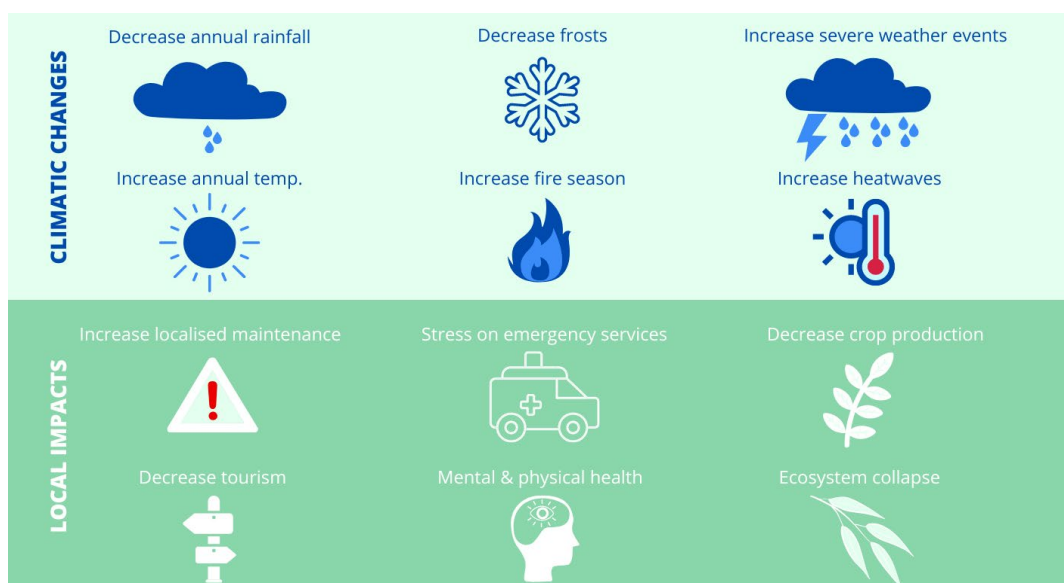 CLIMATIC CHANGES
Decrease annual rainfall
Decrease frosts
Increase severe weather events
Increase annual temp.
Increase fire season
Increase heatwaves
LOCAL IMPACTS
Increase localised maintenance
Stress on emergency services
Decrease crop production
!
Decrease tourism
Mental & physical health
Ecosystem collapse